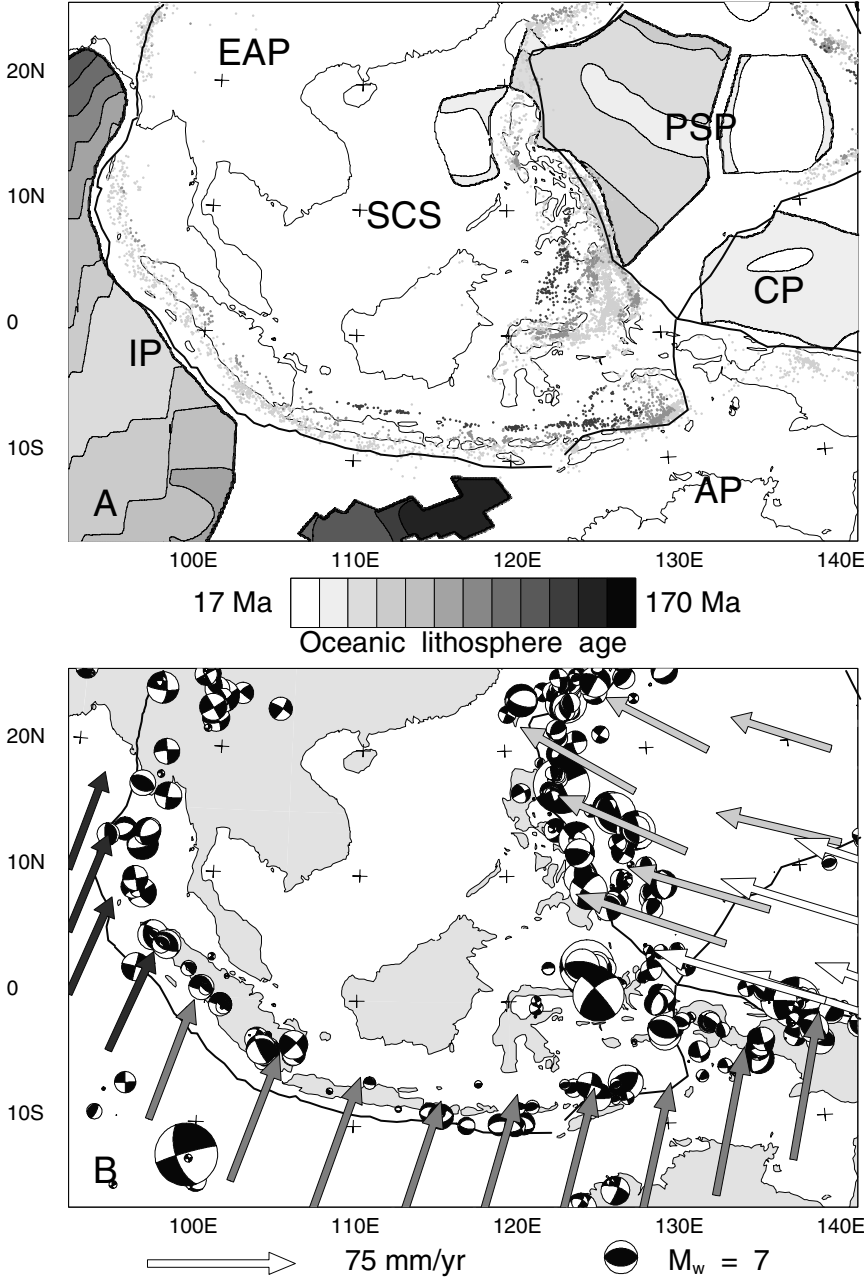 EAP
20N
PSP
10N
SCS
CP
0
IP
10S
A
AP
100E 110E 120E 130E 140E
17 Ma 170 Ma
Oceanic lithosphere age
20N
10N
0
10S
B
100E 110E 120E 130E 140E
75 mm/yr Mw = 7